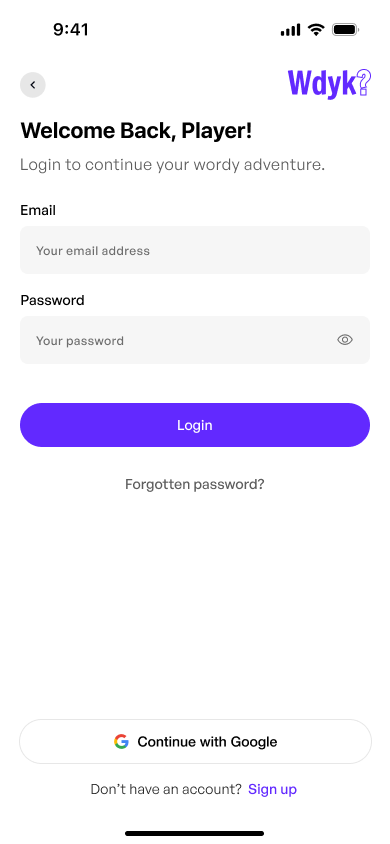 9:41
Wdyk?
Welcome Back, Player!
Login to continue your wordy adventure.
Email
Your email address
Password
Your password
Login
Forgotten password?
Continue with Google
Don’t have an account? Sign up